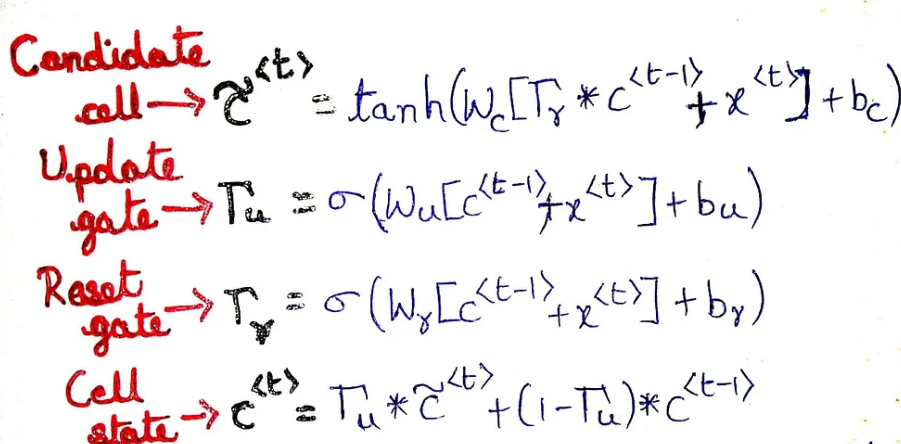 Candidate
cell → c̃^<t> = tanh(W_c[Γ_r * c^<t-1> + x^<t>] + b_c)
Update
gate → Γ_u = σ(W_u[c^<t-1> + x^<t>] + b_u)
Reset
gate → Γ_r = σ(W_r[c^<t-1> + x^<t>] + b_r)
Cell
state → c^<t> = Γ_u * c̃^<t> + (1-Γ_u) * c^<t-1>